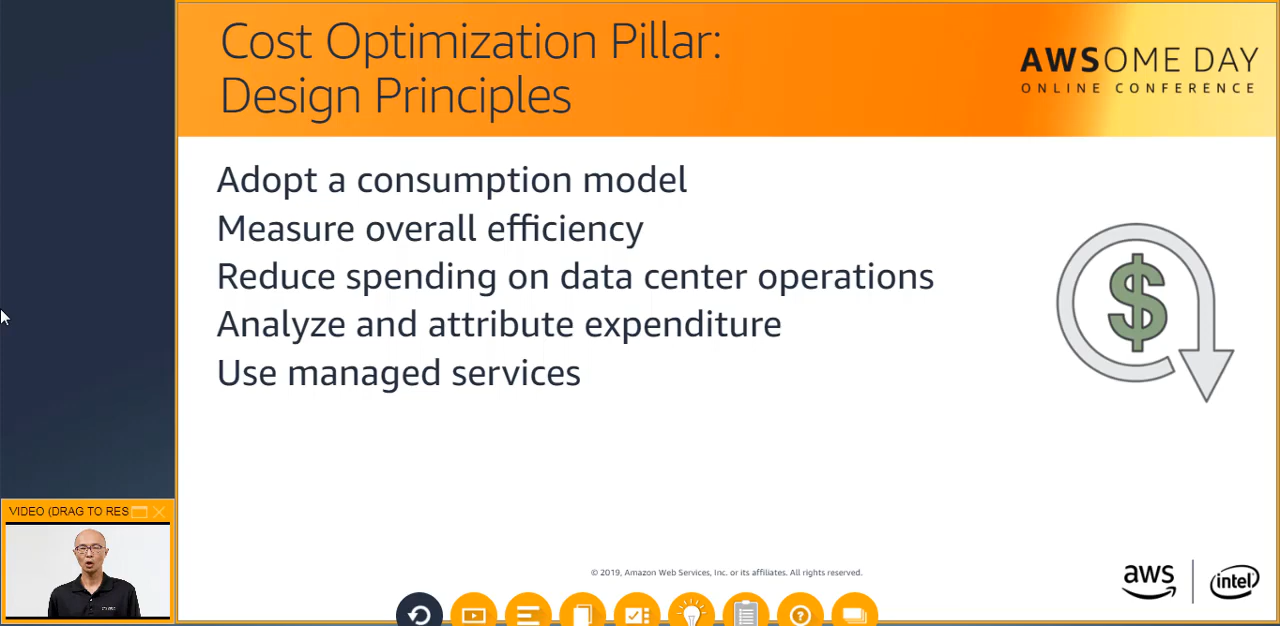 Cost Optimization Pillar:
Design Principles
AWSOME DAY
ONLINE CONFERENCE
Adopt a consumption model
Measure overall efficiency
Reduce spending on data center operations
Analyze and attribute expenditure
Use managed services
$
VIDEO (DRAG TO RES
© 2019, Amazon Web Services, Inc. or its affiliates. All rights reserved.
aws
intel